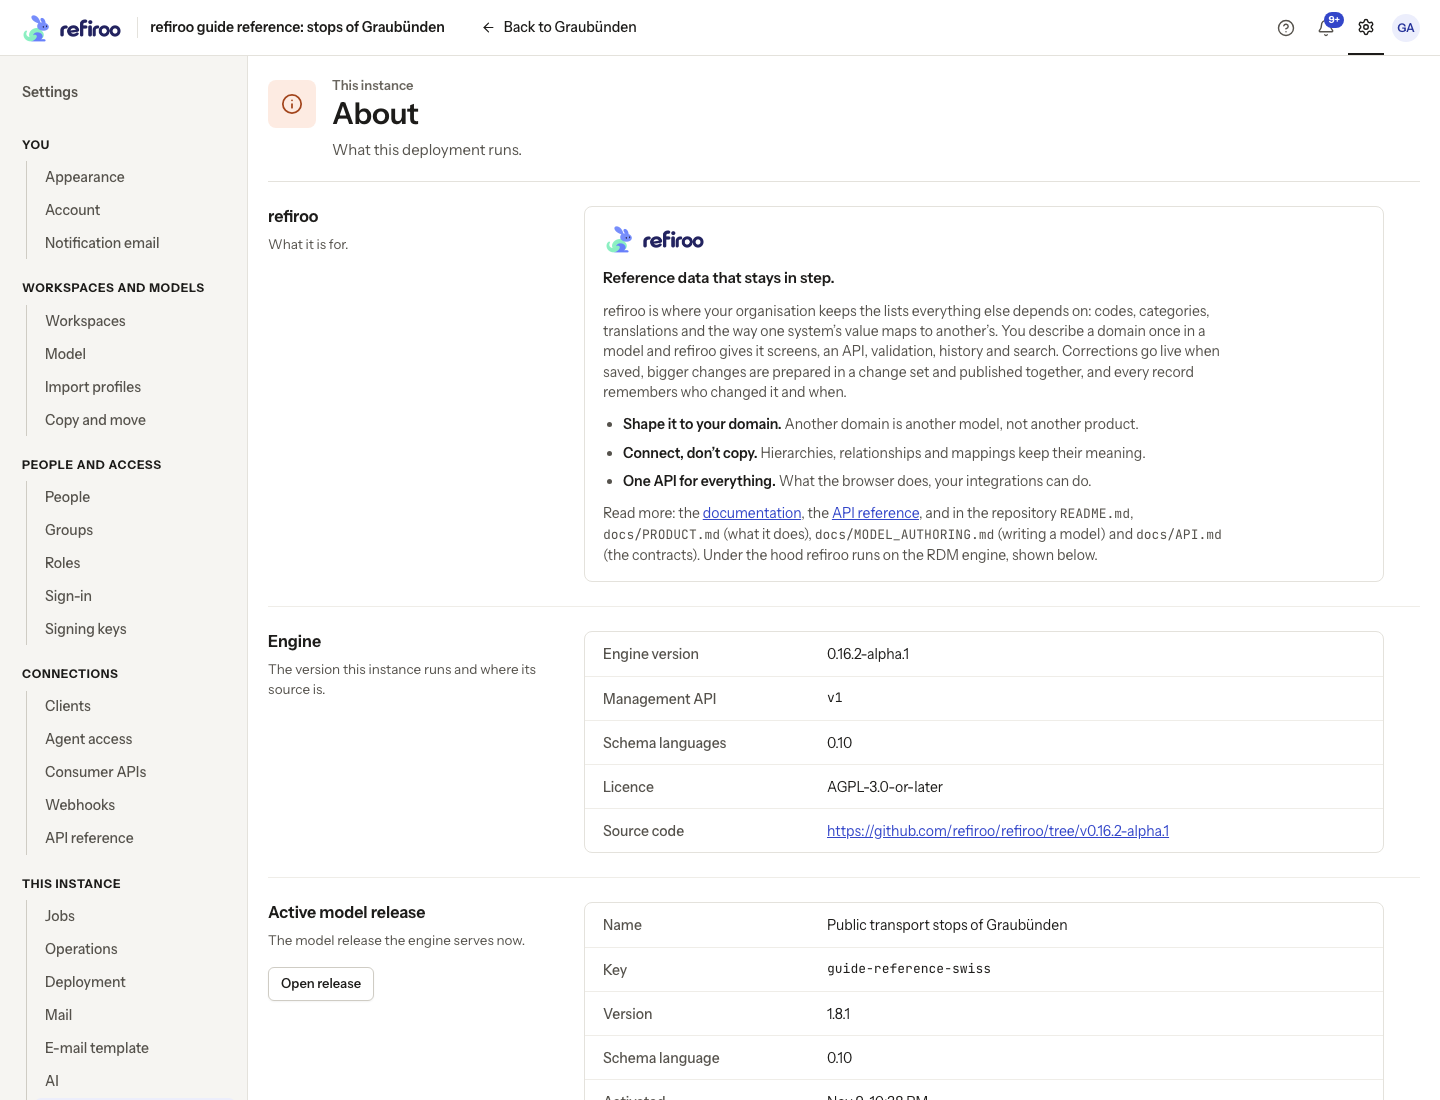 refiroo
refiroo guide reference: stops of Graubünden
← Back to Graubünden
9+
GA
Settings
YOU
Appearance
Account
Notification email
WORKSPACES AND MODELS
Workspaces
Model
Import profiles
Copy and move
PEOPLE AND ACCESS
People
Groups
Roles
Sign-in
Signing keys
CONNECTIONS
Clients
Agent access
Consumer APIs
Webhooks
API reference
THIS INSTANCE
Jobs
Operations
Deployment
Mail
E-mail template
AI
This instance
About
What this deployment runs.
refiroo
What it is for.
refiroo
Reference data that stays in step.
refiroo is where your organisation keeps the lists everything else depends on: codes, categories,
translations and the way one system's value maps to another's. You describe a domain once in a
model and refiroo gives it screens, an API, validation, history and search. Corrections go live when
saved, bigger changes are prepared in a change set and published together, and every record
remembers who changed it and when.
• Shape it to your domain. Another domain is another model, not another product.
• Connect, don't copy. Hierarchies, relationships and mappings keep their meaning.
• One API for everything. What the browser does, your integrations can do.
Read more: the documentation, the API reference, and in the repository README.md,
docs/PRODUCT.md (what it does), docs/MODEL_AUTHORING.md (writing a model) and docs/API.md
(the contracts). Under the hood refiroo runs on the RDM engine, shown below.
Engine
The version this instance runs and where its
source is.
Engine version 0.16.2-alpha.1
Management API v1
Schema languages 0.10
Licence AGPL-3.0-or-later
Source code https://github.com/refiroo/refiroo/tree/v0.16.2-alpha.1
Active model release
The model release the engine serves now.
Open release
Name Public transport stops of Graubünden
Key guide-reference-swiss
Version 1.8.1
Schema language 0.10